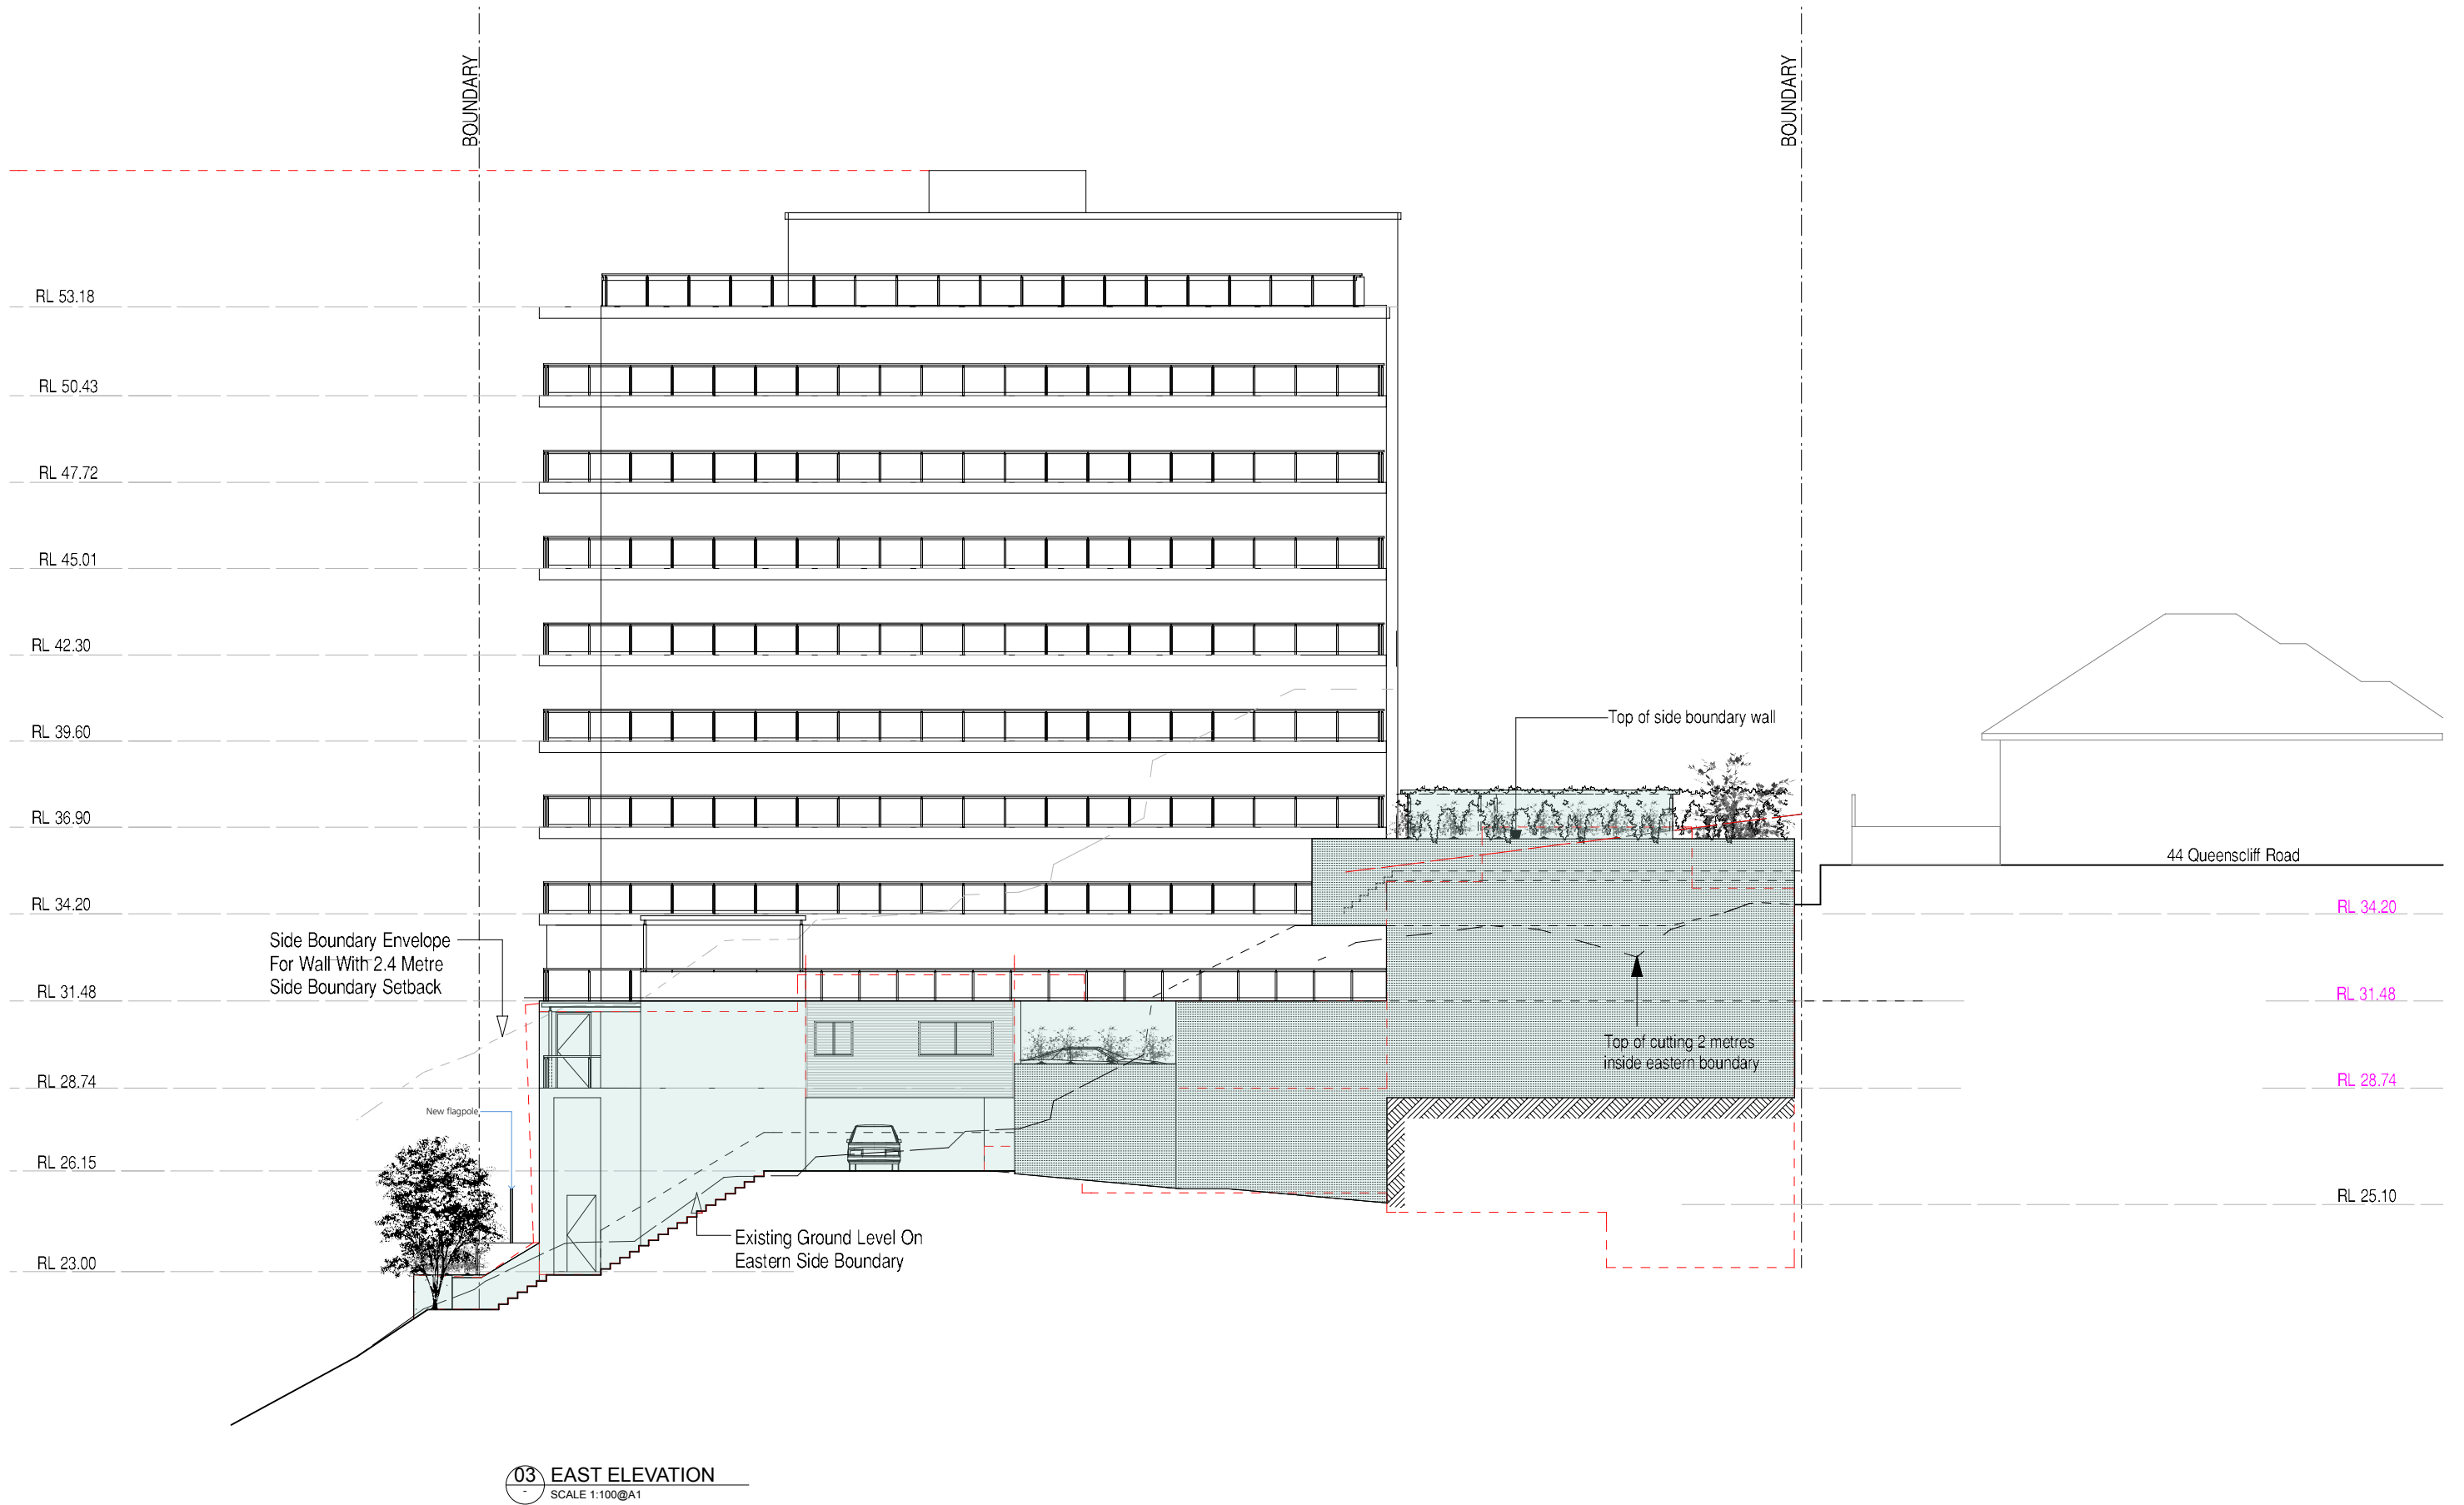 BOUNDARY
BOUNDARY
RL 53.18
RL 50.43
RL 47.72
RL 45.01
RL 42.30
RL 39.60
Top of side boundary wall
RL 36.90
44 Queenscliff Road
RL 34.20
RL 34.20
Side Boundary Envelope
For Wall With 2.4 Metre
Side Boundary Setback
RL 31.48
RL 31.48
Top of cutting 2 metres
inside eastern boundary
RL 28.74
RL 28.74
New flagpole
RL 26.15
RL 25.10
Existing Ground Level On
Eastern Side Boundary
RL 23.00
03
-
EAST ELEVATION
SCALE 1:100@A1